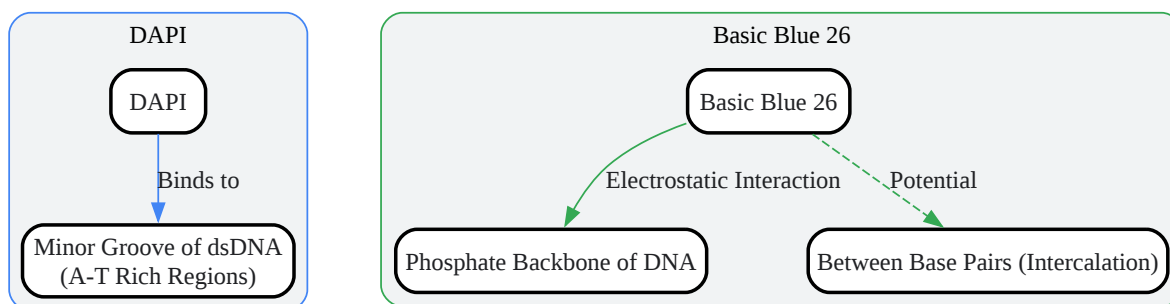 DAPI
DAPI
Binds to
Minor Groove of dsDNA
(A-T Rich Regions)
Basic Blue 26
Basic Blue 26
Electrostatic Interaction
Potential
Phosphate Backbone of DNA
Between Base Pairs (Intercalation)